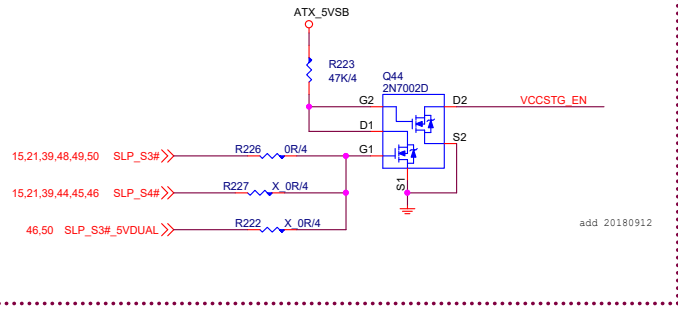 ATX_5VSB
R223
47K/4
Q44
2N7002D
G2
D2
VCCSTG_EN
D1
S2
15,21,39,48,49,50 SLP_S3#
R226
0R/4
G1
15,21,39,44,45,46 SLP_S4#
R227
X_0R/4
S1
46,50 SLP_S3#_5VDUAL
R222
X_0R/4
add 20180912